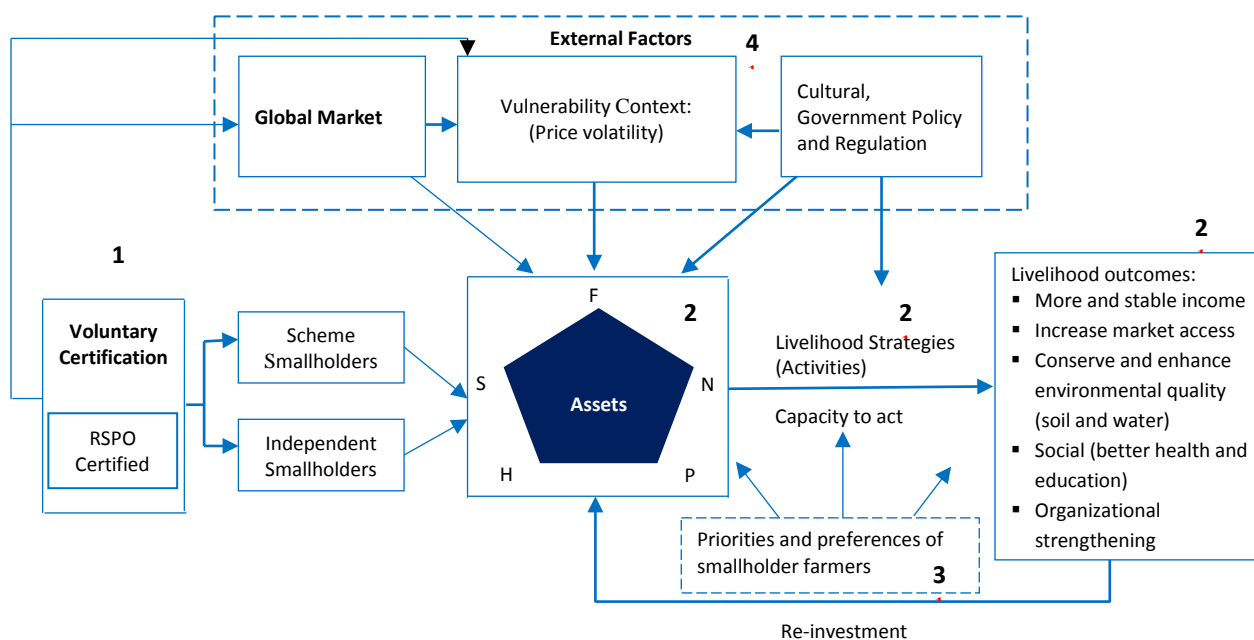 External Factors
4
Global Market
Vulnerability Context:
(Price volatility)
Cultural,
Government Policy
and Regulation
1
Voluntary
Certification
RSPO
Certified
Scheme
Smallholders
Independent
Smallholders
F
2
S
N
Assets
H
P
2
Livelihood Strategies
(Activities)
Capacity to act
Priorities and preferences of
smallholder farmers
3
Re-investment
2
Livelihood outcomes:
▪ More and stable income
▪ Increase market access
▪ Conserve and enhance
environmental quality
(soil and water)
▪ Social (better health and
education)
▪ Organizational
strengthening